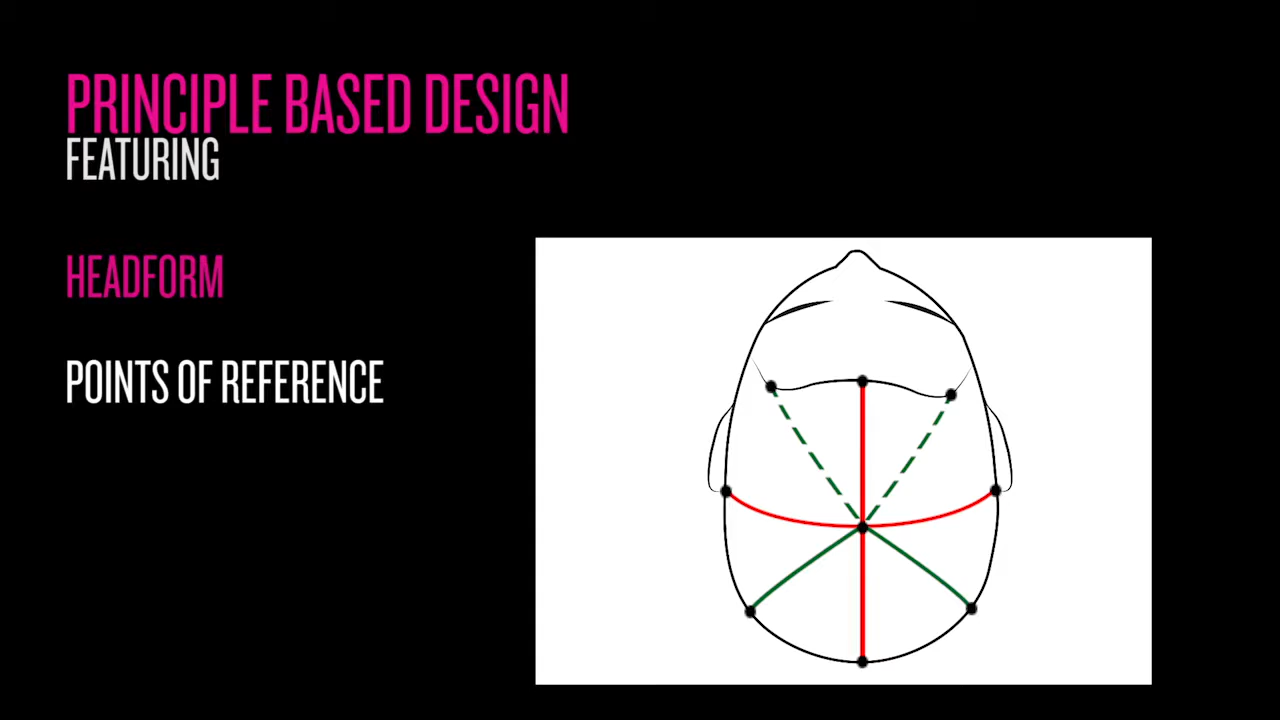 PRINCIPLE BASED DESIGN
FEATURING
HEADFORM
POINTS OF REFERENCE